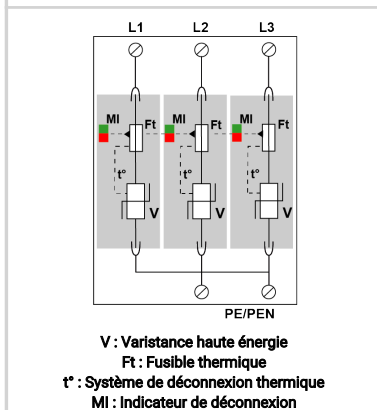 L1 L2 L3
MI Ft MI Ft MI Ft
t° t° t°
V V V
PE/PEN
V : Varistance haute énergie
Ft : Fusible thermique
t° : Système de déconnexion thermique
MI : Indicateur de déconnexion